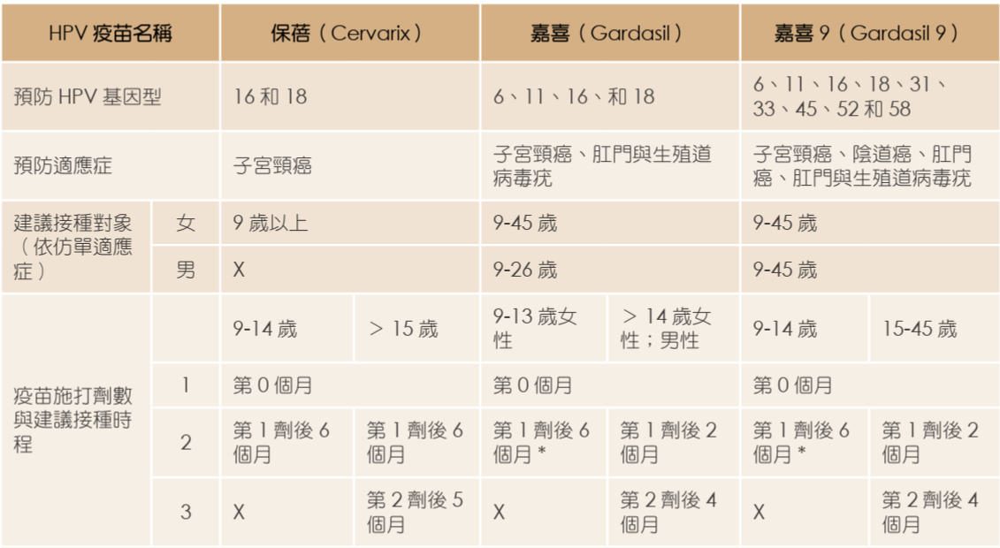 HPV 疫苗名稱
保蓓（Cervarix）
嘉喜（Gardasil）
嘉喜 9（Gardasil 9）
預防 HPV 基因型
16 和 18
6、11、16、和 18
6、11、16、18、31、
33、45、52 和 58
預防適應症
子宮頸癌
子宮頸癌、肛門與生殖道
病毒疣
子宮頸癌、陰道癌、肛門
癌、肛門與生殖道病毒疣
建議接種對象
（依仿單適應
症）
女
9 歲以上
9-45 歲
9-45 歲
男
X
9-26 歲
9-45 歲
疫苗施打劑數
與建議接種時
程
9-14 歲
＞ 15 歲
9-13 歲女
性
＞ 14 歲女
性；男性
9-14 歲
15-45 歲
1
第 0 個月
第 0 個月
第 0 個月
2
第 1 劑後 6
個月
第 1 劑後 6
個月
第 1 劑後 6
個月 *
第 1 劑後 2
個月
第 1 劑後 6
個月 *
第 1 劑後 2
個月
3
X
第 2 劑後 5
個月
X
第 2 劑後 4
個月
X
第 2 劑後 4
個月